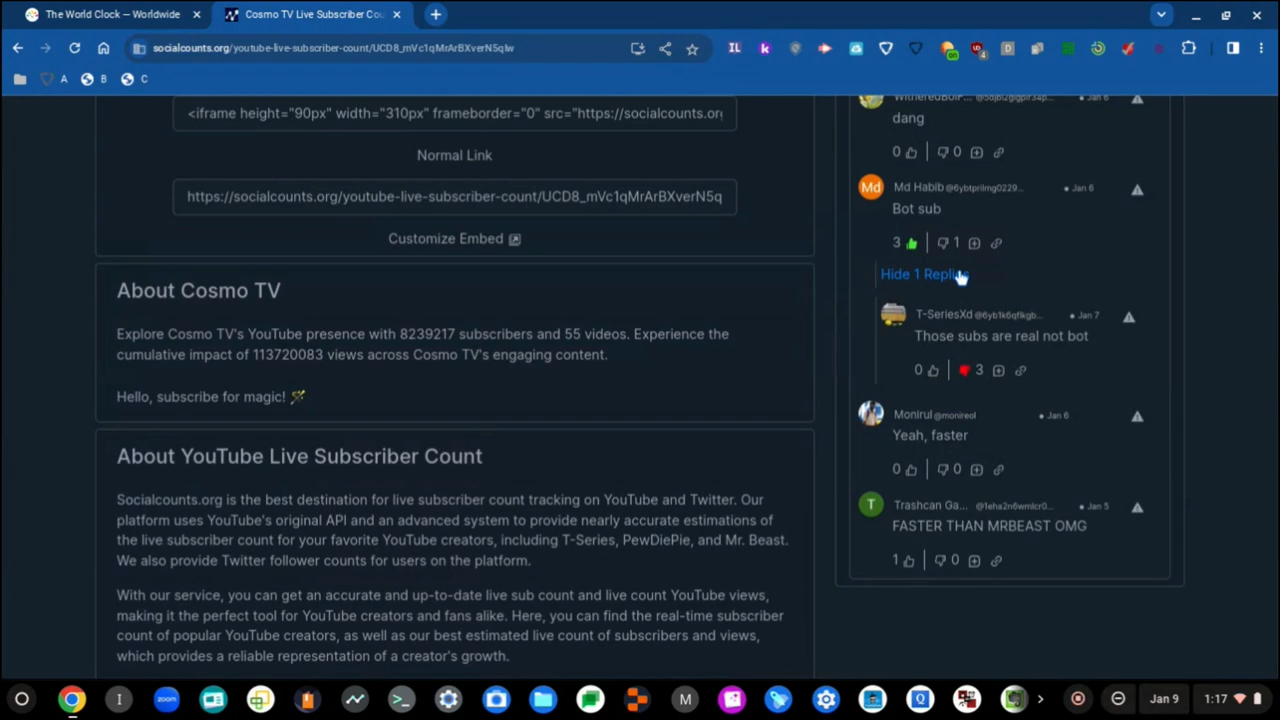 The World Clock — Worldwide
Cosmo TV Live Subscriber Cou
socialcounts.org/youtube-live-subscriber-count/UCD8_mVc1qMrArBXverN5qIw
A
B
C
<iframe height="90px" width="310px" frameborder="0" src="https://socialcounts.org
Normal Link
https://socialcounts.org/youtube-live-subscriber-count/UCD8_mVc1qMrArBXverN5q
Customize Embed
About Cosmo TV
Explore Cosmo TV's YouTube presence with 8239217 subscribers and 55 videos. Experience the
cumulative impact of 113720083 views across Cosmo TV's engaging content.
Hello, subscribe for magic!
About YouTube Live Subscriber Count
Socialcounts.org is the best destination for live subscriber count tracking on YouTube and Twitter. Our
platform uses YouTube's original API and an advanced system to provide nearly accurate estimations of
the live subscriber count for your favorite YouTube creators, including T-Series, PewDiePie, and Mr. Beast.
We also provide Twitter follower counts for users on the platform.
With our service, you can get an accurate and up-to-date live sub count and live count YouTube views,
making it the perfect tool for YouTube creators and fans alike. Here, you can find the real-time subscriber
count of popular YouTube creators, as well as our best estimated live count of subscribers and views,
which provides a reliable representation of a creator's growth.
Jan 6
dang
0 0
Md
Md Habib @6ybtprilmg0229... • Jan 6
Bot sub
3 1
Hide 1 Replies
T-SeriesXd @6yb1k6qflkgb... • Jan 7
Those subs are real not bot
0 3
Monirul @monireol • Jan 6
Yeah, faster
0 0
T
Trashcan Ga... @1eha2n6wmlcr0... • Jan 5
FASTER THAN MRBEAST OMG
1 0
zoom
Jan 9
1:17